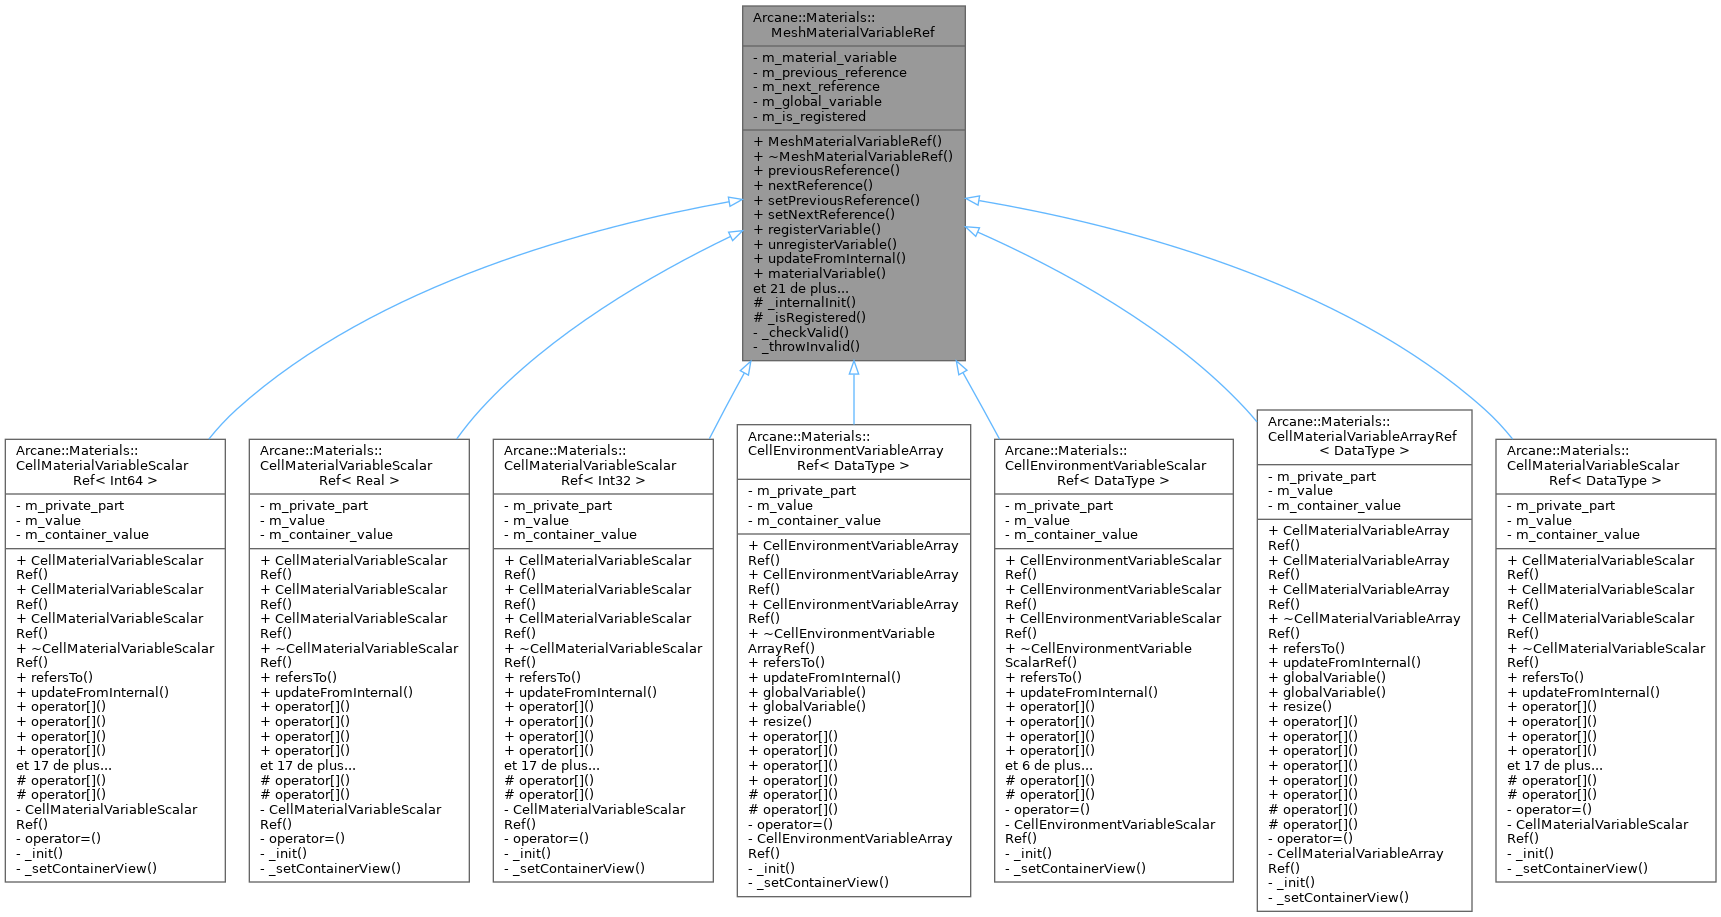 Arcane::Materials::
MeshMaterialVariableRef
- m_material_variable
- m_previous_reference
- m_next_reference
- m_global_variable
- m_is_registered
+ MeshMaterialVariableRef()
+ ~MeshMaterialVariableRef()
+ previousReference()
+ nextReference()
+ setPreviousReference()
+ setNextReference()
+ registerVariable()
+ unregisterVariable()
+ updateFromInternal()
+ materialVariable()
et 21 de plus...
# _internalInit()
# _isRegistered()
- _checkValid()
- _throwInvalid()
Arcane::Materials::
CellMaterialVariableScalar
Ref< Int64 >
- m_private_part
- m_value
- m_container_value
+ CellMaterialVariableScalar
Ref()
+ CellMaterialVariableScalar
Ref()
+ CellMaterialVariableScalar
Ref()
+ ~CellMaterialVariableScalar
Ref()
+ refersTo()
+ updateFromInternal()
+ operator[]()
+ operator[]()
+ operator[]()
+ operator[]()
et 17 de plus...
# operator[]()
# operator[]()
- CellMaterialVariableScalar
Ref()
- operator=()
- _init()
- _setContainerView()
Arcane::Materials::
CellMaterialVariableScalar
Ref< Real >
- m_private_part
- m_value
- m_container_value
+ CellMaterialVariableScalar
Ref()
+ CellMaterialVariableScalar
Ref()
+ CellMaterialVariableScalar
Ref()
+ ~CellMaterialVariableScalar
Ref()
+ refersTo()
+ updateFromInternal()
+ operator[]()
+ operator[]()
+ operator[]()
+ operator[]()
et 17 de plus...
# operator[]()
# operator[]()
- CellMaterialVariableScalar
Ref()
- operator=()
- _init()
- _setContainerView()
Arcane::Materials::
CellMaterialVariableScalar
Ref< Int32 >
- m_private_part
- m_value
- m_container_value
+ CellMaterialVariableScalar
Ref()
+ CellMaterialVariableScalar
Ref()
+ CellMaterialVariableScalar
Ref()
+ ~CellMaterialVariableScalar
Ref()
+ refersTo()
+ updateFromInternal()
+ operator[]()
+ operator[]()
+ operator[]()
+ operator[]()
et 17 de plus...
# operator[]()
# operator[]()
- CellMaterialVariableScalar
Ref()
- operator=()
- _init()
- _setContainerView()
Arcane::Materials::
CellEnvironmentVariableArray
Ref< DataType >
- m_private_part
- m_value
- m_container_value
+ CellEnvironmentVariableArray
Ref()
+ CellEnvironmentVariableArray
Ref()
+ CellEnvironmentVariableArray
Ref()
+ ~CellEnvironmentVariable
ArrayRef()
+ refersTo()
+ updateFromInternal()
+ globalVariable()
+ globalVariable()
+ resize()
+ operator[]()
+ operator[]()
+ operator[]()
+ operator[]()
# operator[]()
# operator[]()
- operator=()
- CellEnvironmentVariableArray
Ref()
- _init()
- _setContainerView()
Arcane::Materials::
CellEnvironmentVariableScalar
Ref< DataType >
- m_private_part
- m_value
- m_container_value
+ CellEnvironmentVariableScalar
Ref()
+ CellEnvironmentVariableScalar
Ref()
+ CellEnvironmentVariableScalar
Ref()
+ ~CellEnvironmentVariable
ScalarRef()
+ refersTo()
+ updateFromInternal()
+ operator[]()
+ operator[]()
+ operator[]()
+ operator[]()
et 6 de plus...
# operator[]()
# operator[]()
- operator=()
- CellEnvironmentVariableScalar
Ref()
- _init()
- _setContainerView()
Arcane::Materials::
CellMaterialVariableArrayRef
< DataType >
- m_private_part
- m_value
- m_container_value
+ CellMaterialVariableArray
Ref()
+ CellMaterialVariableArray
Ref()
+ CellMaterialVariableArray
Ref()
+ ~CellMaterialVariableArray
Ref()
+ refersTo()
+ updateFromInternal()
+ globalVariable()
+ globalVariable()
+ resize()
+ operator[]()
+ operator[]()
+ operator[]()
+ operator[]()
+ operator[]()
+ operator[]()
# operator[]()
# operator[]()
- operator=()
- CellMaterialVariableArray
Ref()
- _init()
- _setContainerView()
Arcane::Materials::
CellMaterialVariableScalar
Ref< DataType >
- m_private_part
- m_value
- m_container_value
+ CellMaterialVariableScalar
Ref()
+ CellMaterialVariableScalar
Ref()
+ CellMaterialVariableScalar
Ref()
+ ~CellMaterialVariableScalar
Ref()
+ refersTo()
+ updateFromInternal()
+ operator[]()
+ operator[]()
+ operator[]()
+ operator[]()
et 17 de plus...
# operator[]()
# operator[]()
- operator=()
- CellMaterialVariableScalar
Ref()
- _init()
- _setContainerView()